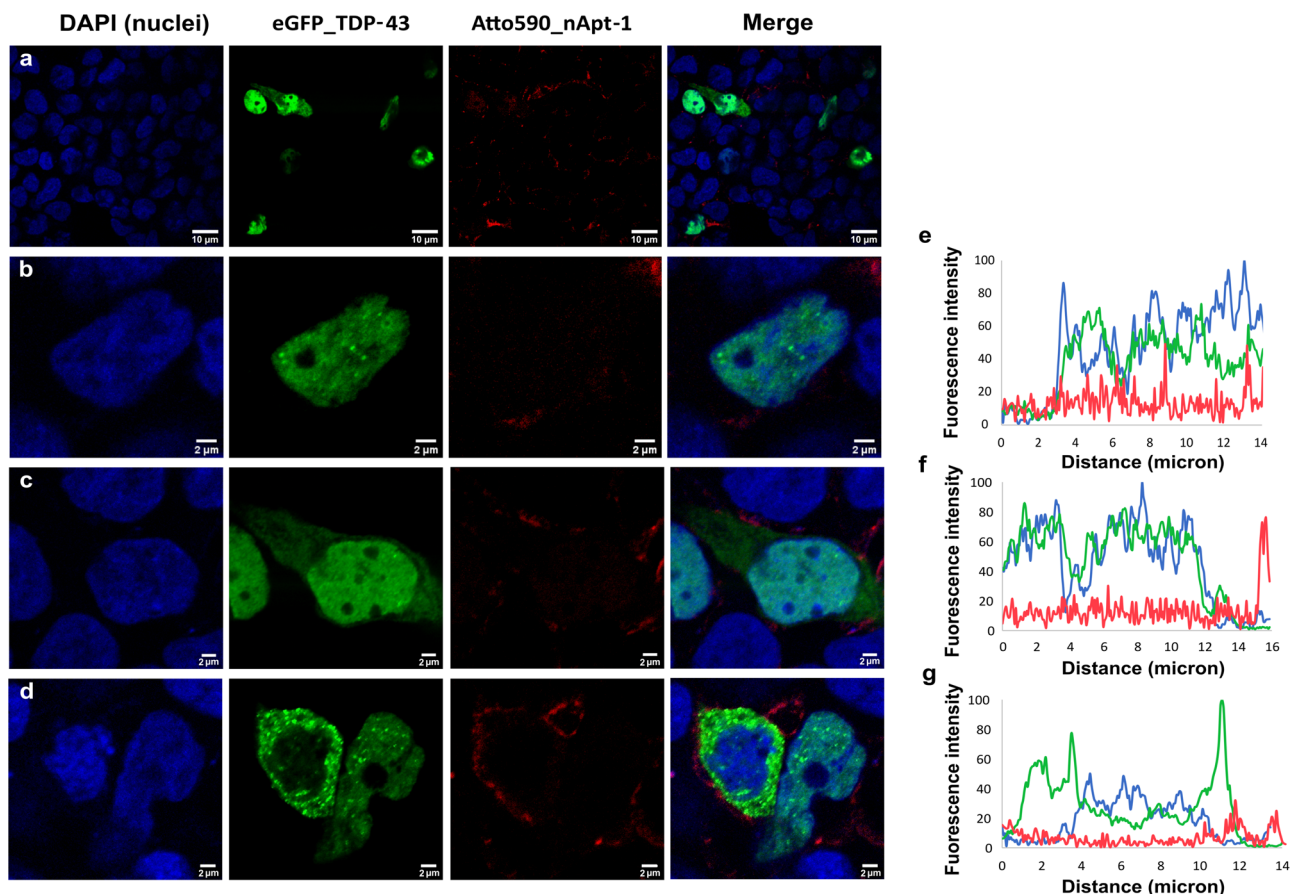 DAPI (nuclei) eGFP_TDP-43 Atto590_nApt-1 Merge
a
10 µm 10 µm 10 µm 10 µm
b
2 µm 2 µm 2 µm 2 µm
c
2 µm 2 µm 2 µm 2 µm
d
2 µm 2 µm 2 µm 2 µm
e
Fuorescence intensity
100
80
60
40
20
0
0 2 4 6 8 10 12 14
Distance (micron)
f
Fuorescence intensity
100
80
60
40
20
0
0 2 4 6 8 10 12 14 16
Distance (micron)
g
Fuorescence intensity
100
80
60
40
20
0
0 2 4 6 8 10 12 14
Distance (micron)